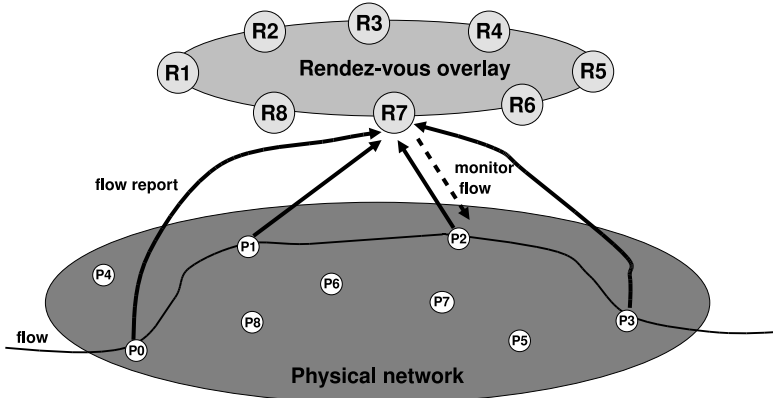 R3
R2
R4
R1
Rendez-vous overlay
R5
R8
R7
R6
monitor
flow
flow report
P1
P2
P4
P6
P7
P8
P3
flow
P0
P5
Physical network